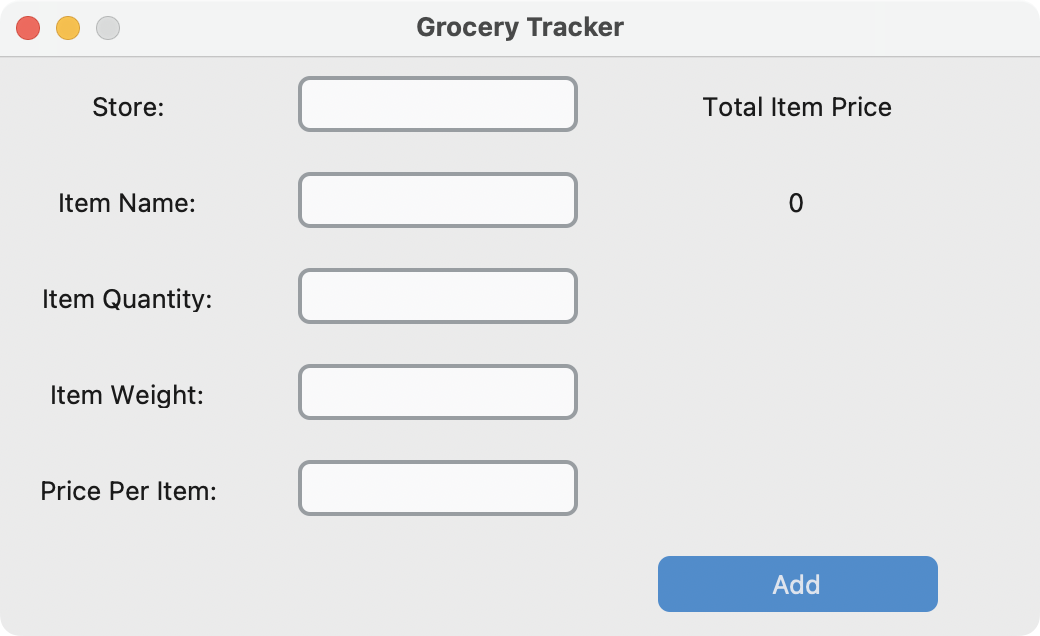 Grocery Tracker
Store:
Total Item Price
Item Name:
0
Item Quantity:
Item Weight:
Price Per Item:
Add